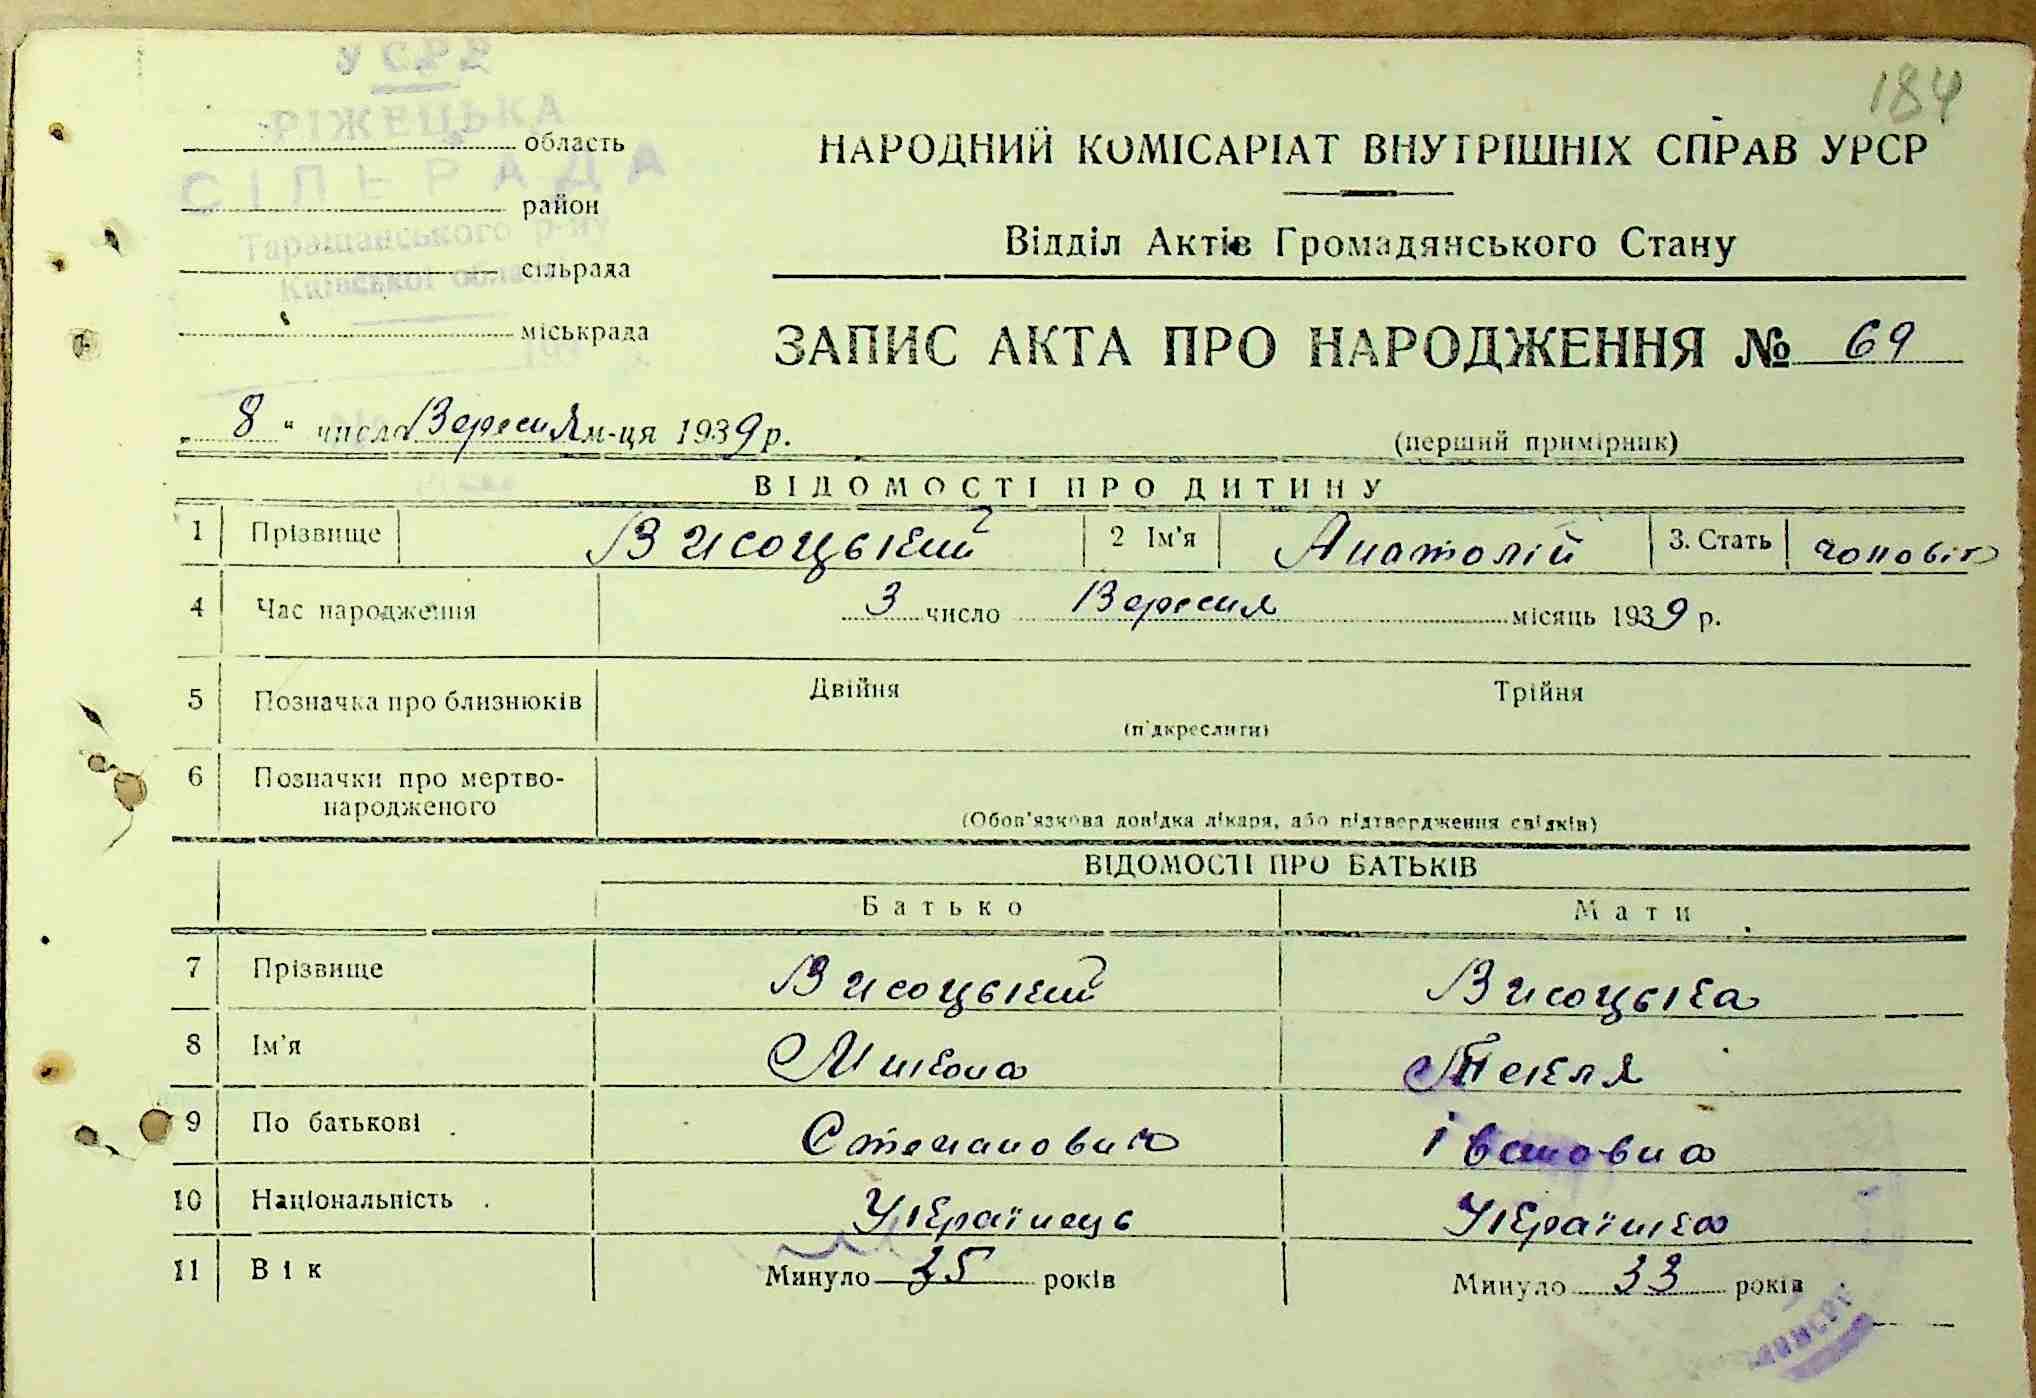 184
УСРР
РІЖЕЦЬКА
область
СІЛЬРАДА
район
Таращанського р-ну
сільрада
Київської області
міськрада
193
НАРОДНИЙ КОМІСАРІАТ ВНУТРІШНІХ СПРАВ УРСР
Відділ Актів Громадянського Стану
ЗАПИС АКТА ПРО НАРОДЖЕННЯ № 69
„ 8 “ числа Вересня м-ця 1939 р.
(перший примірник)
ВІДОМОСТІ ПРО ДИТИНУ
1 Прізвище Висоцький 2 Ім'я Анатолій 3. Стать чоловік
4 Час народження 3 число Вересня місяць 1939 р.
5 Позначка про близнюків Двійня Трійня
(підкреслити)
6 Позначки про мертво-
народженого
(Обов'язкова довідка лікаря, або підтвердження свідків)
ВІДОМОСТІ ПРО БАТЬКІВ
Батько Мати
7 Прізвище Висоцький Висоцька
8 Ім'я Микола Текля
9 По батькові Степанович Івановна
10 Національність Українець Українка
11 Вік Минуло 35 років Минуло 33 років